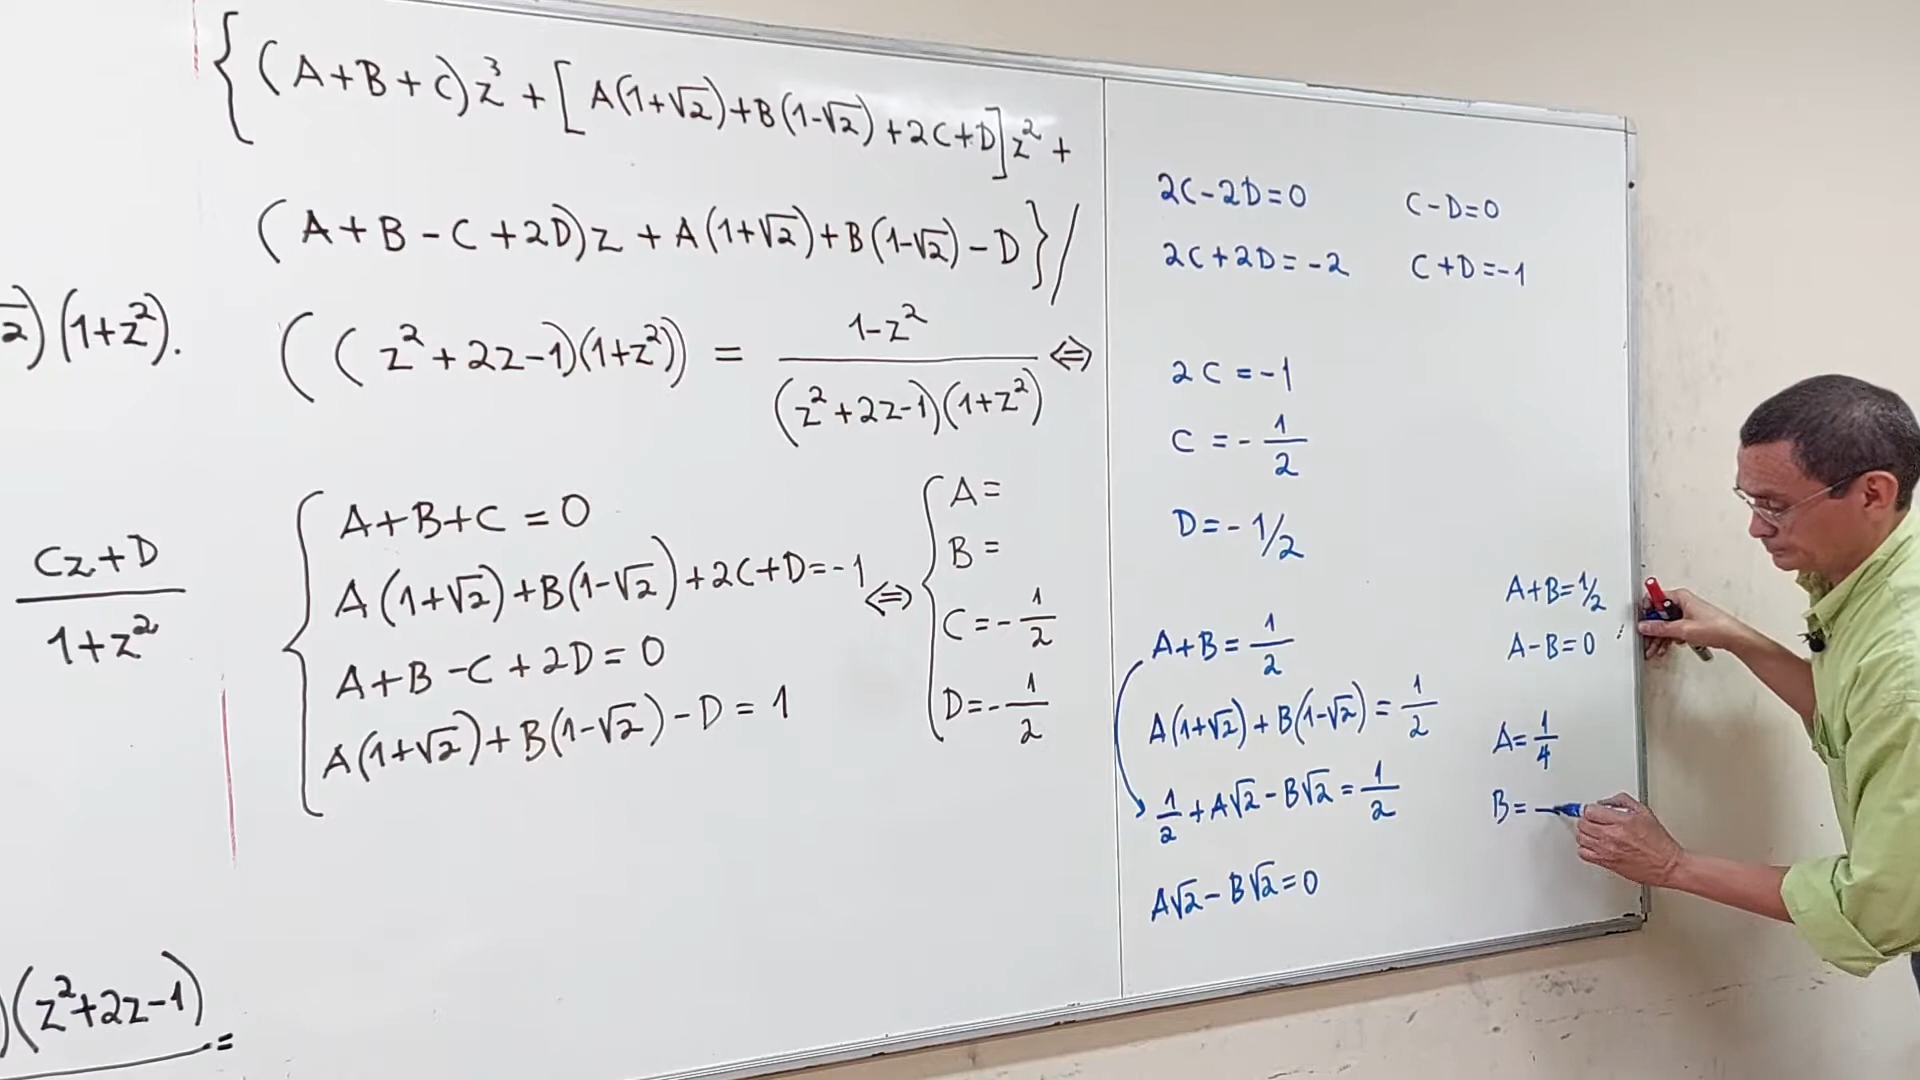 {(A+B+C)z³ + [A(1+√2)+B(1-√2)+2C+D]z² +
(A+B-C+2D)z + A(1+√2)+B(1-√2)-D}/
2)(1+z²).
((z²+2z-1)(1+z²)) = 1-z² / (z²+2z-1)(1+z²) ⇔
Cz+D
1+z²
A+B+C = 0
A(1+√2)+B(1-√2)+2C+D=-1 ⇔
A+B-C+2D=0
A(1+√2)+B(1-√2)-D=1
A=
B=
C=-1/2
D=-1/2
)(z²+2z-1) =
2C-2D=0 C-D=0
2C+2D=-2 C+D=-1
2C=-1
C=-1/2
D=-1/2
A+B=1/2
A(1+√2)+B(1-√2)=1/2
1/2+A√2-B√2=1/2
A√2-B√2=0
A+B=1/2
A-B=0
A=1/4
B=